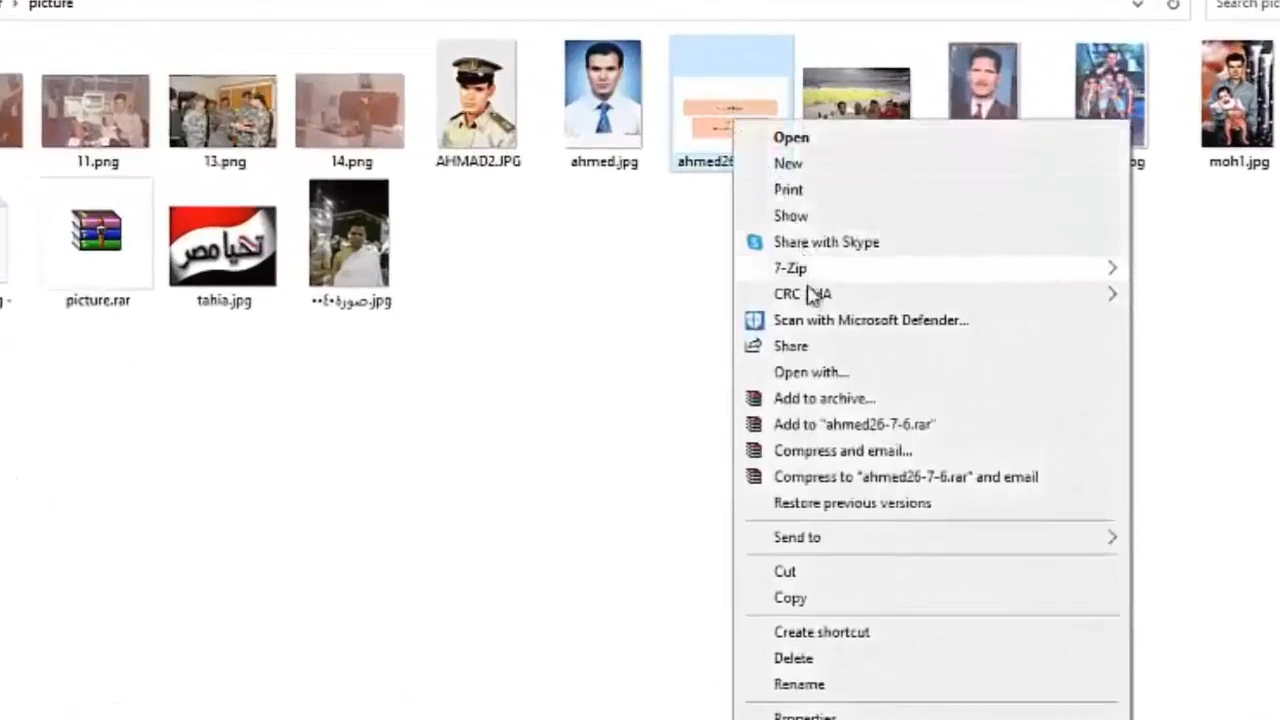 picture
Search pic
11.png
13.png
14.png
AHMAD2.JPG
ahmed.jpg
ahmed26
moh1.jpg
picture.rar
تحيا مصر
tahia.jpg
صورة٠٠٤٠.jpg
Open
New
Print
Show
Share with Skype
7-Zip
CRC
Scan with Microsoft Defender...
Share
Open with...
Add to archive...
Add to "ahmed26-7-6.rar"
Compress and email...
Compress to "ahmed26-7-6.rar" and email
Restore previous versions
Send to
Cut
Copy
Create shortcut
Delete
Rename
Properties